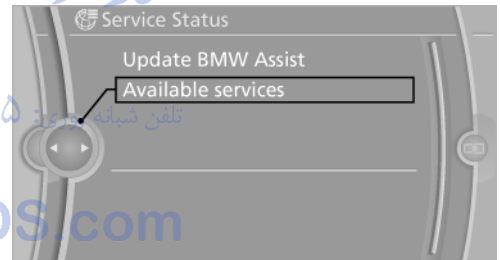 Service Status
Update BMW Assist
Available services
تلفن شبانه روزی: ۵
OS.com